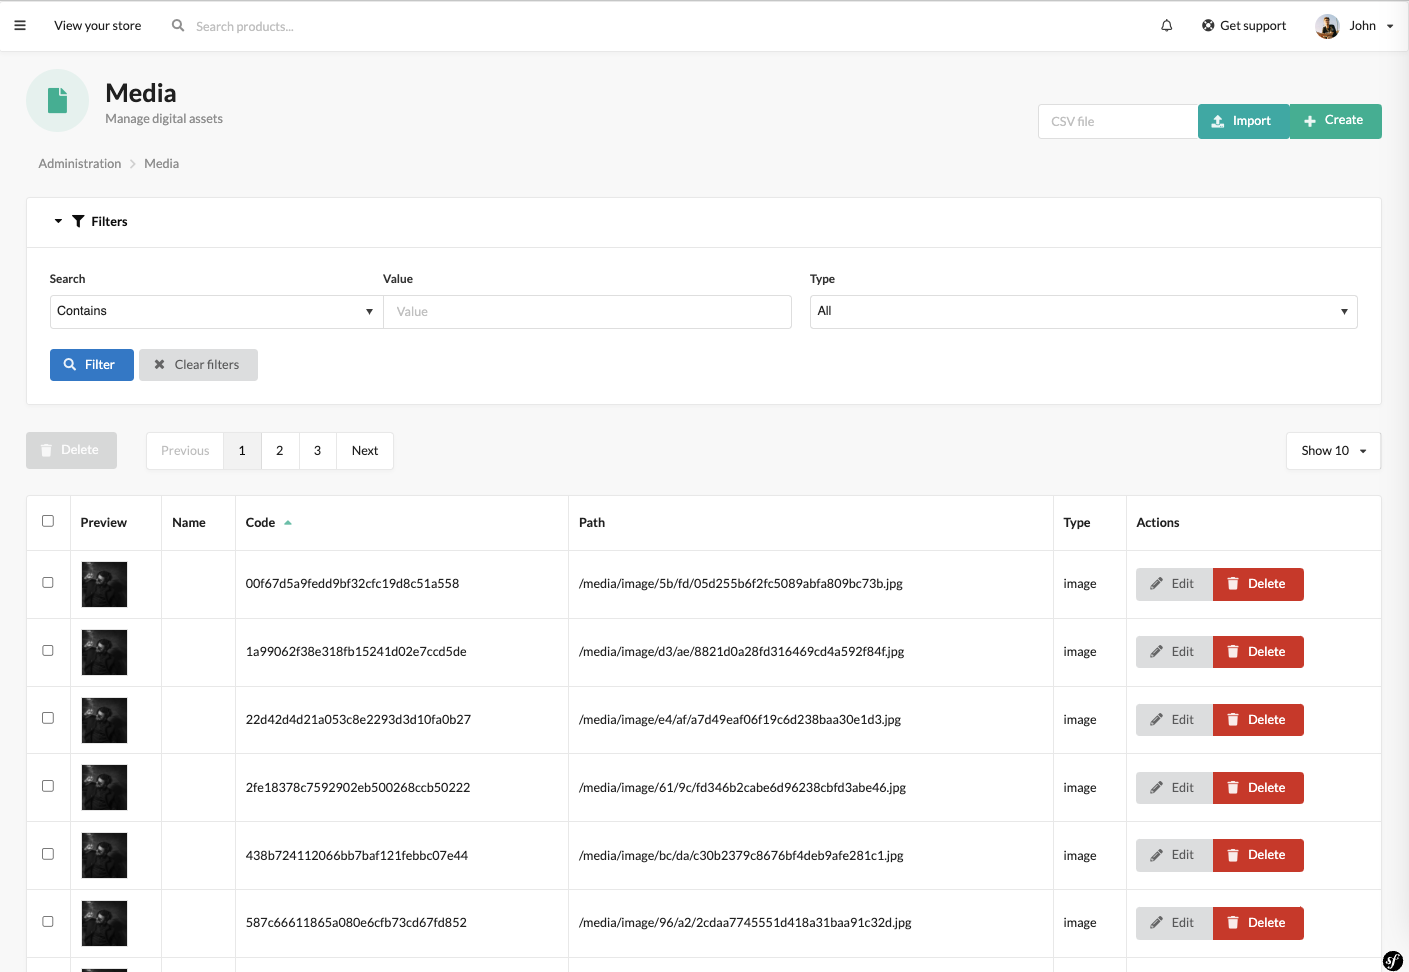 View your store
Search products...
Get support
John
Media
Manage digital assets
CSV file
Import
Create
Administration
Media
Filters
Search
Value
Type
Contains
Value
All
Filter
Clear filters
Delete
Previous 1 2 3 Next
Show 10
Preview Name Code Path Type Actions
00f67d5a9fedd9bf32cfc19d8c51a558 /media/image/5b/fd/05d255b6f2fc5089abfa809bc73b.jpg image Edit Delete
1a99062f38e318fb15241d02e7ccd5de /media/image/d3/ae/8821d0a28fd316469cd4a592f84f.jpg image Edit Delete
22d42d4d21a053c8e2293d3d10fa0b27 /media/image/e4/af/a7d49eaf06f19c6d238baa30e1d3.jpg image Edit Delete
2fe18378c7592902eb500268ccb50222 /media/image/61/9c/fd346b2cabe6d96238cbfd3abe46.jpg image Edit Delete
438b724112066bb7baf121febbc07e44 /media/image/bc/da/c30b2379c8676bf4deb9afe281c1.jpg image Edit Delete
587c66611865a080e6cfb73cd67fd852 /media/image/96/a2/2cdaa7745551d418a31baa91c32d.jpg image Edit Delete
sf